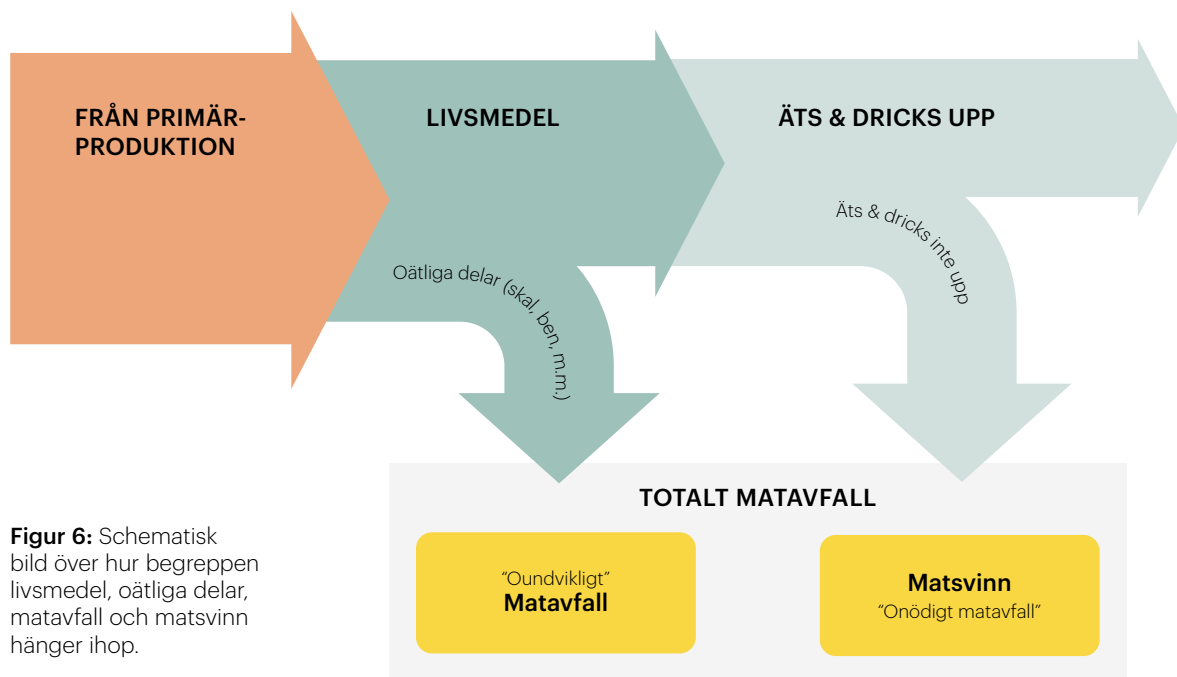 FRÅN PRIMÄR-
PRODUKTION
LIVSMEDEL
ÄTS & DRICKS UPP
Oätliga delar (skal, ben, m.m.)
Äts & dricks inte upp
TOTALT MATAVFALL
"Oundvikligt"
Matavfall
Matsvinn
"Onödigt matavfall"
Figur 6: Schematisk
bild över hur begreppen
livsmedel, oätliga delar,
matavfall och matsvinn
hänger ihop.